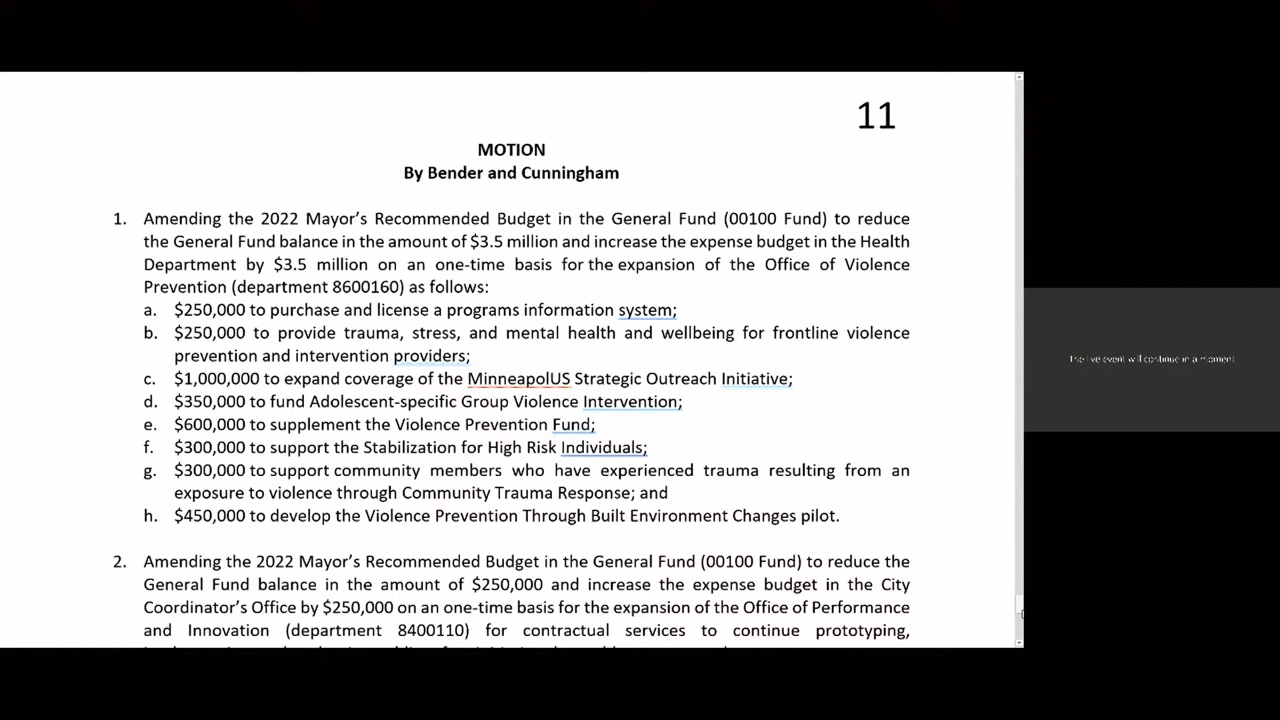 11
MOTION
By Bender and Cunningham
1. Amending the 2022 Mayor's Recommended Budget in the General Fund (00100 Fund) to reduce
the General Fund balance in the amount of $3.5 million and increase the expense budget in the Health
Department by $3.5 million on an one-time basis for the expansion of the Office of Violence
Prevention (department 8600160) as follows:
a. $250,000 to purchase and license a programs information system;
b. $250,000 to provide trauma, stress, and mental health and wellbeing for frontline violence
prevention and intervention providers;
c. $1,000,000 to expand coverage of the MinneapolUS Strategic Outreach Initiative;
d. $350,000 to fund Adolescent-specific Group Violence Intervention;
e. $600,000 to supplement the Violence Prevention Fund;
f. $300,000 to support the Stabilization for High Risk Individuals;
g. $300,000 to support community members who have experienced trauma resulting from an
exposure to violence through Community Trauma Response; and
h. $450,000 to develop the Violence Prevention Through Built Environment Changes pilot.
2. Amending the 2022 Mayor's Recommended Budget in the General Fund (00100 Fund) to reduce the
General Fund balance in the amount of $250,000 and increase the expense budget in the City
Coordinator's Office by $250,000 on an one-time basis for the expansion of the Office of Performance
and Innovation (department 8400110) for contractual services to continue prototyping,
The live event will continue in a moment